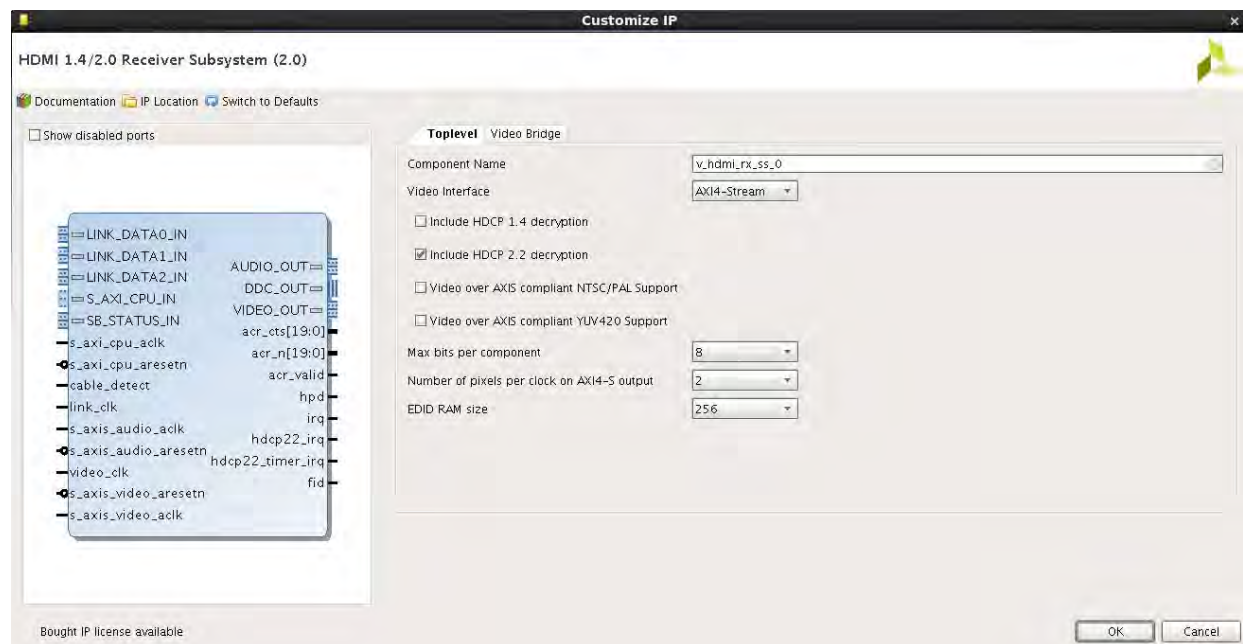 Customize IP
HDMI 1.4/2.0 Receiver Subsystem (2.0)
Documentation IP Location Switch to Defaults
Show disabled ports
LINK_DATA0_IN
LINK_DATA1_IN
LINK_DATA2_IN
S_AXI_CPU_IN
SB_STATUS_IN
s_axi_cpu_aclk
s_axi_cpu_aresetn
cable_detect
link_clk
s_axis_audio_aclk
s_axis_audio_aresetn
video_clk
s_axis_video_aresetn
s_axis_video_aclk
AUDIO_OUT
DDC_OUT
VIDEO_OUT
acr_cts[19:0]
acr_n[19:0]
acr_valid
hpd
irq
hdcp22_irq
hdcp22_timer_irq
fid
Toplevel Video Bridge
Component Name v_hdmi_rx_ss_0
Video Interface AXI4-Stream
Include HDCP 1.4 decryption
Include HDCP 2.2 decryption
Video over AXIS compliant NTSC/PAL Support
Video over AXIS compliant YUV420 Support
Max bits per component 8
Number of pixels per clock on AXI4-S output 2
EDID RAM size 256
Bought IP license available
OK Cancel